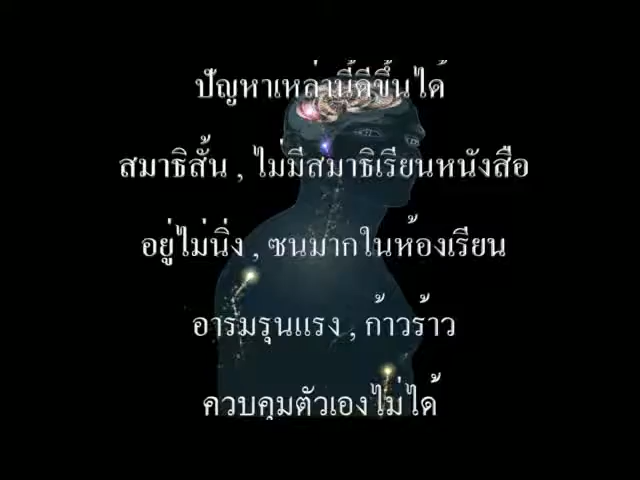 ปัญหาเหล่านี้ดีขึ้นได้
สมาธิสั้น , ไม่มีสมาธิเรียนหนังสือ
อยู่ไม่นิ่ง , ซนมากในห้องเรียน
อารมรุนแรง , ก้าวร้าว
ควบคุมตัวเองไม่ได้